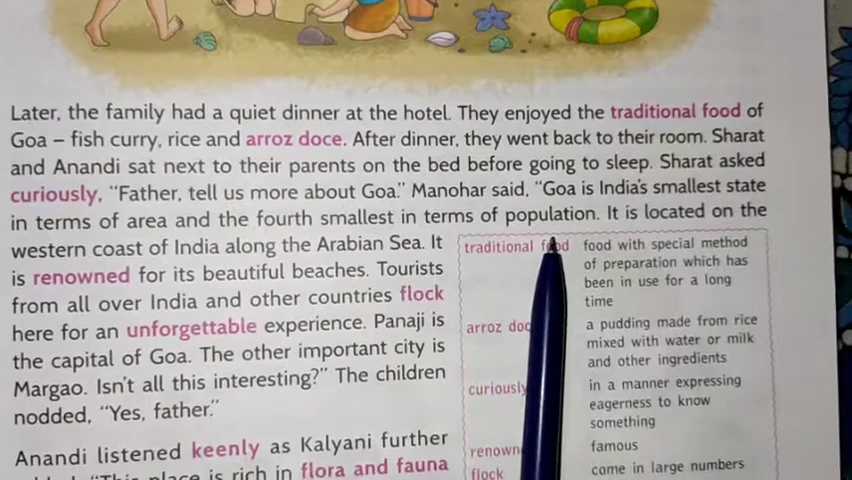 Later, the family had a quiet dinner at the hotel. They enjoyed the traditional food of
Goa – fish curry, rice and arroz doce. After dinner, they went back to their room. Sharat
and Anandi sat next to their parents on the bed before going to sleep. Sharat asked
curiously, “Father, tell us more about Goa.” Manohar said, “Goa is India’s smallest state
in terms of area and the fourth smallest in terms of population. It is located on the
western coast of India along the Arabian Sea. It
is renowned for its beautiful beaches. Tourists
from all over India and other countries flock
here for an unforgettable experience. Panaji is
the capital of Goa. The other important city is
Margao. Isn’t all this interesting?” The children
nodded, “Yes, father.”
Anandi listened keenly as Kalyani further
"This place is rich in flora and fauna
traditional food food with special method
of preparation which has
been in use for a long
time
arroz a pudding made from rice
mixed with water or milk
and other ingredients
curiously in a manner expressing
eagerness to know
something
famous
flock come in large numbers